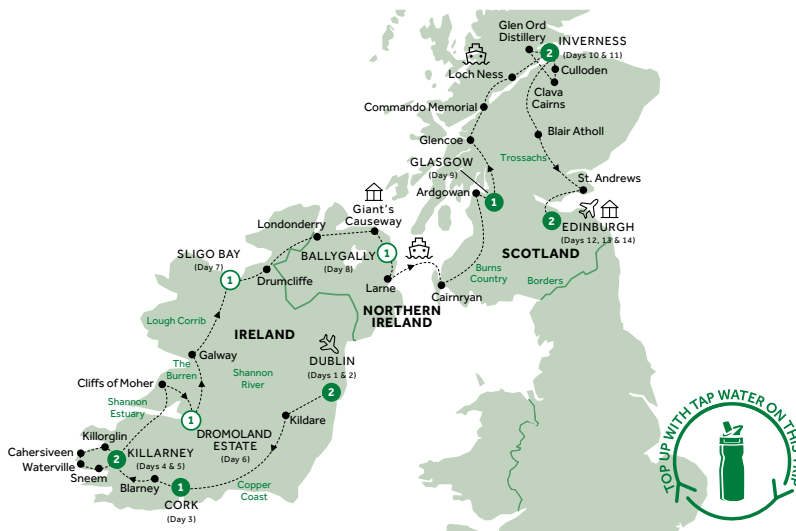 Glen Ord
Distillery
2
INVERNESS
(Days 10 & 11)
Culloden
Loch Ness
Clava
Cairns
Commando Memorial
Blair Atholl
Glencoe
Trossachs
GLASGOW
(Day 9)
St. Andrews
Ardgowan
1
2
EDINBURGH
(Days 12, 13 & 14)
Giant's
Causeway
Londonderry
SCOTLAND
SLIGO BAY
(Day 7)
1
BALLYGALLY
(Day 8)
1
Drumcliffe
Larne
Burns
Country
Borders
Cairnryan
NORTHERN
IRELAND
Lough Corrib
IRELAND
Galway
DUBLIN
(Days 1 & 2)
The
Burren
Shannon
River
Cliffs of Moher
2
Shannon
Estuary
1
Kildare
DROMOLAND
ESTATE
(Day 6)
Killorglin
Cahersiveen
2
KILLARNEY
(Days 4 & 5)
Waterville
Sneem
Blarney
1
Copper
Coast
CORK
(Day 3)
TOP UP WITH TAP WATER ON THIS TRIP